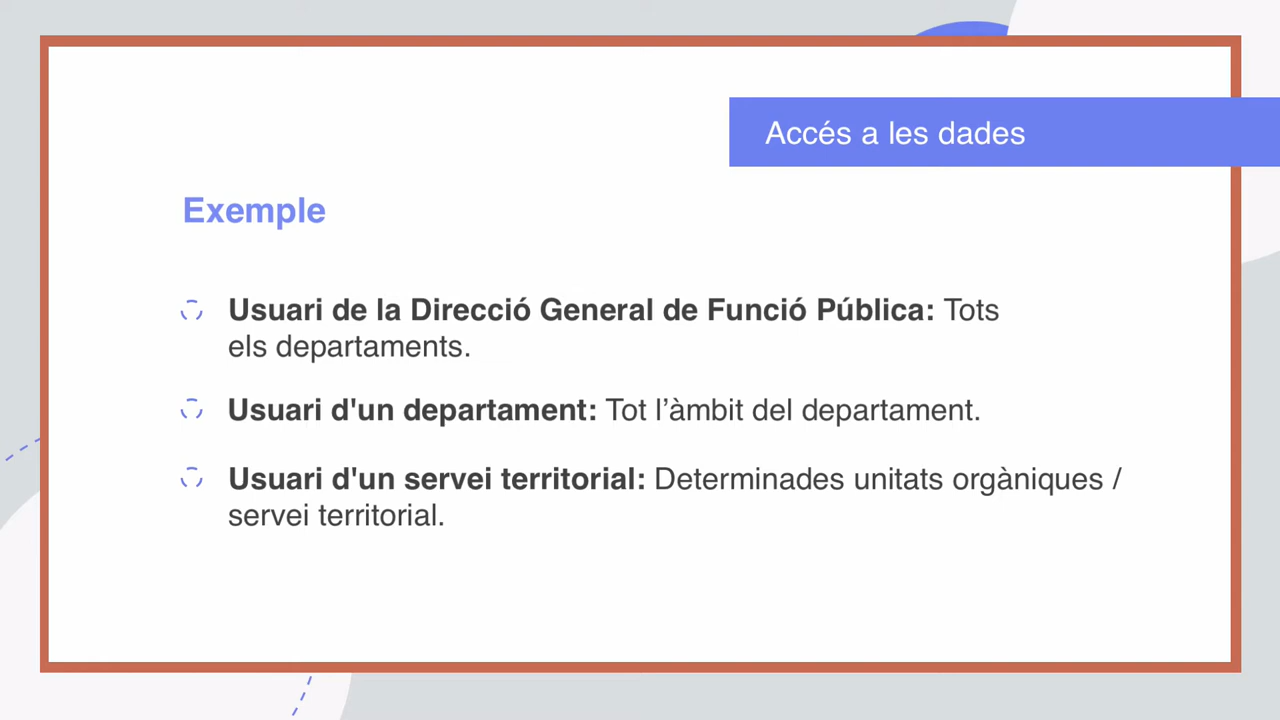 Accés a les dades
Exemple
Usuari de la Direcció General de Funció Pública: Tots
els departaments.
Usuari d'un departament: Tot l’àmbit del departament.
Usuari d'un servei territorial: Determinades unitats orgàniques /
servei territorial.